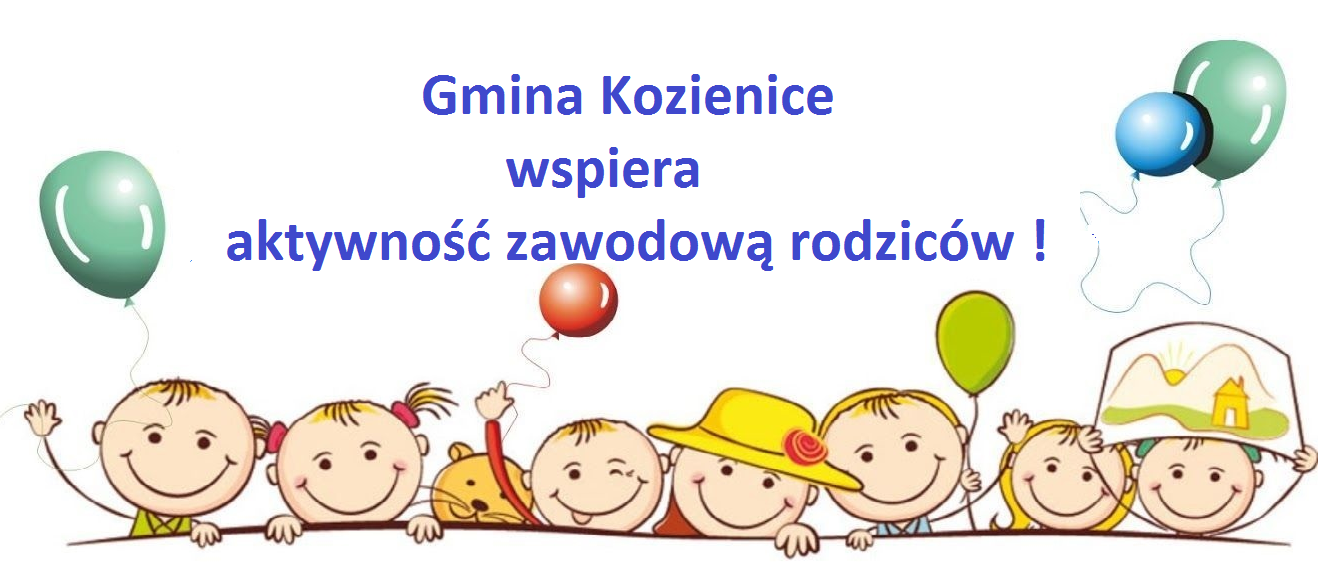 Gmina Kozienice
wspiera
aktywność zawodową rodziców !